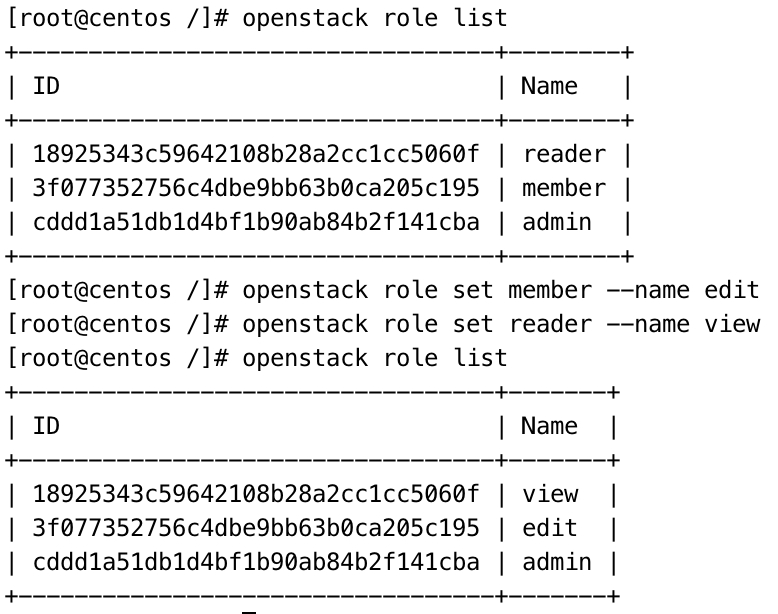 [root@centos /]# openstack role list
+----------------------------------+--------+
| ID                               | Name   |
+----------------------------------+--------+
| 18925343c59642108b28a2cc1cc5060f | reader |
| 3f077352756c4dbe9bb63b0ca205c195 | member |
| cddd1a51db1d4bf1b90ab84b2f141cba | admin  |
+----------------------------------+--------+
[root@centos /]# openstack role set member --name edit
[root@centos /]# openstack role set reader --name view
[root@centos /]# openstack role list
+----------------------------------+-------+
| ID                               | Name  |
+----------------------------------+-------+
| 18925343c59642108b28a2cc1cc5060f | view  |
| 3f077352756c4dbe9bb63b0ca205c195 | edit  |
| cddd1a51db1d4bf1b90ab84b2f141cba | admin |
+----------------------------------+-------+